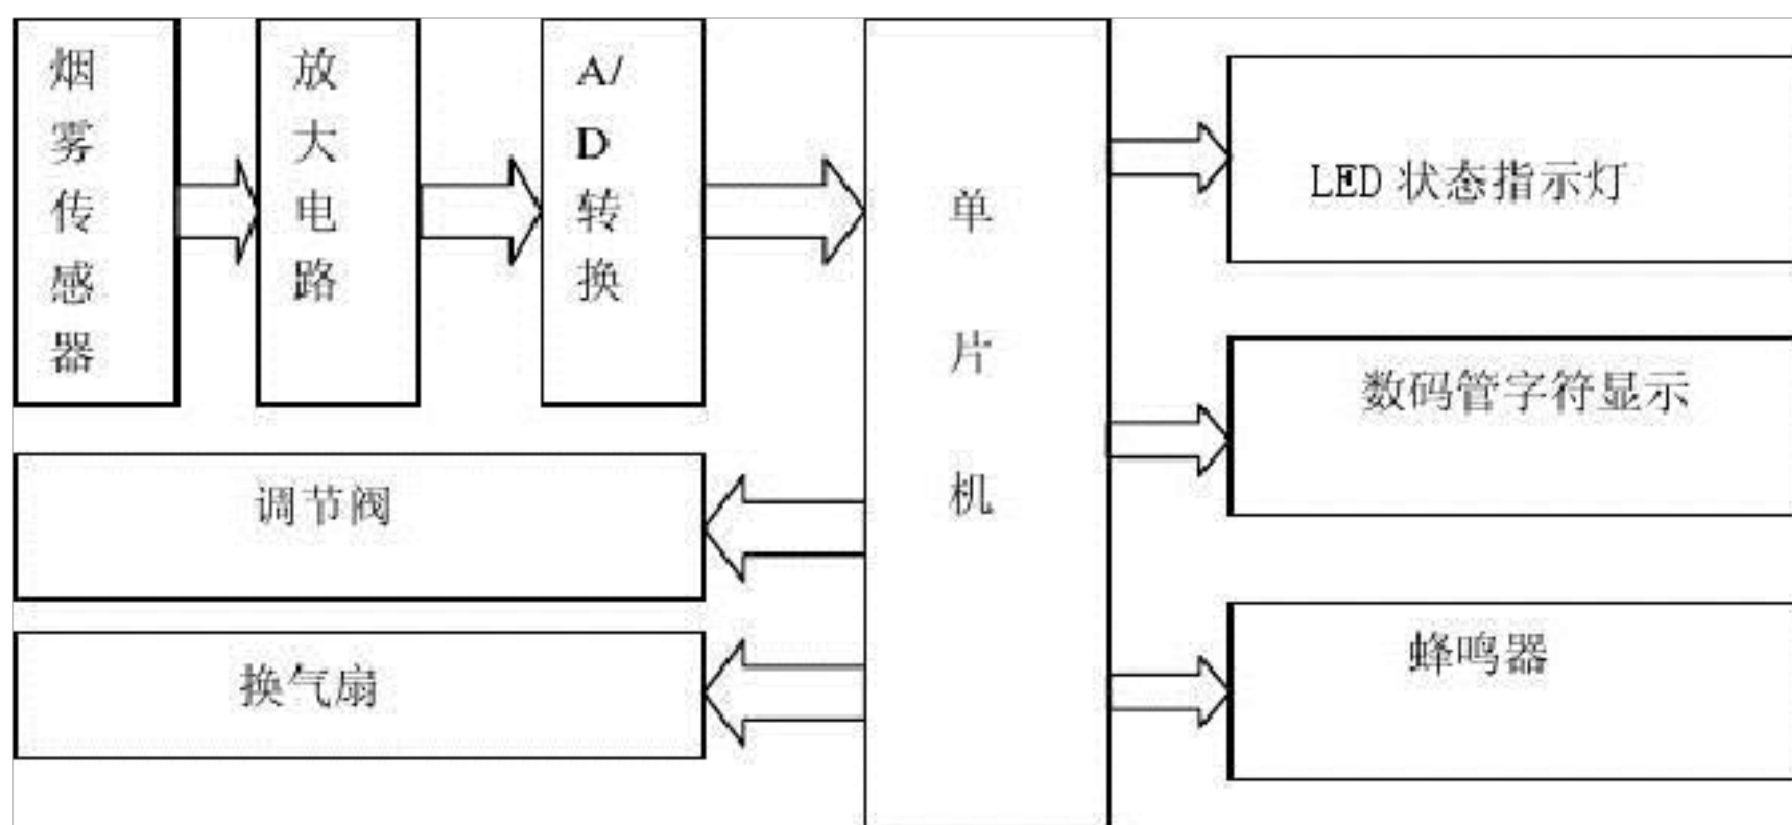 烟雾传感器
放大电路
A/D转换
单片机
LED 状态指示灯
数码管字符显示
蜂鸣器
调节阀
换气扇